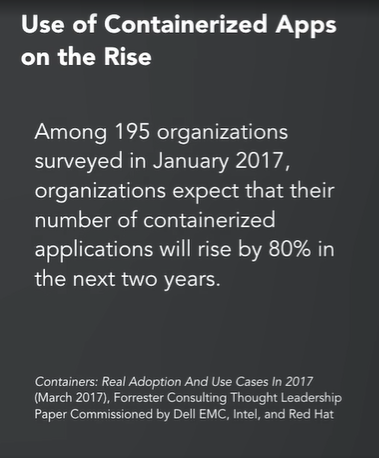 Use of Containerized Apps
on the Rise
Among 195 organizations
surveyed in January 2017,
organizations expect that their
number of containerized
applications will rise by 80% in
the next two years.
Containers: Real Adoption And Use Cases In 2017
(March 2017), Forrester Consulting Thought Leadership
Paper Commissioned by Dell EMC, Intel, and Red Hat